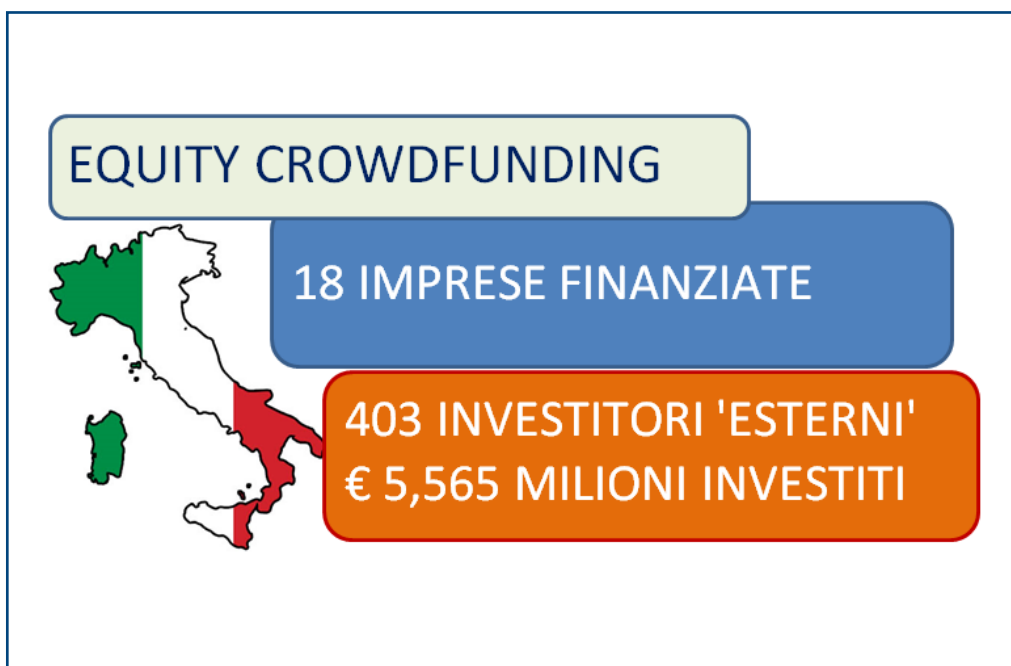 EQUITY CROWDFUNDING
18 IMPRESE FINANZIATE
403 INVESTITORI 'ESTERNI'
€ 5,565 MILIONI INVESTITI